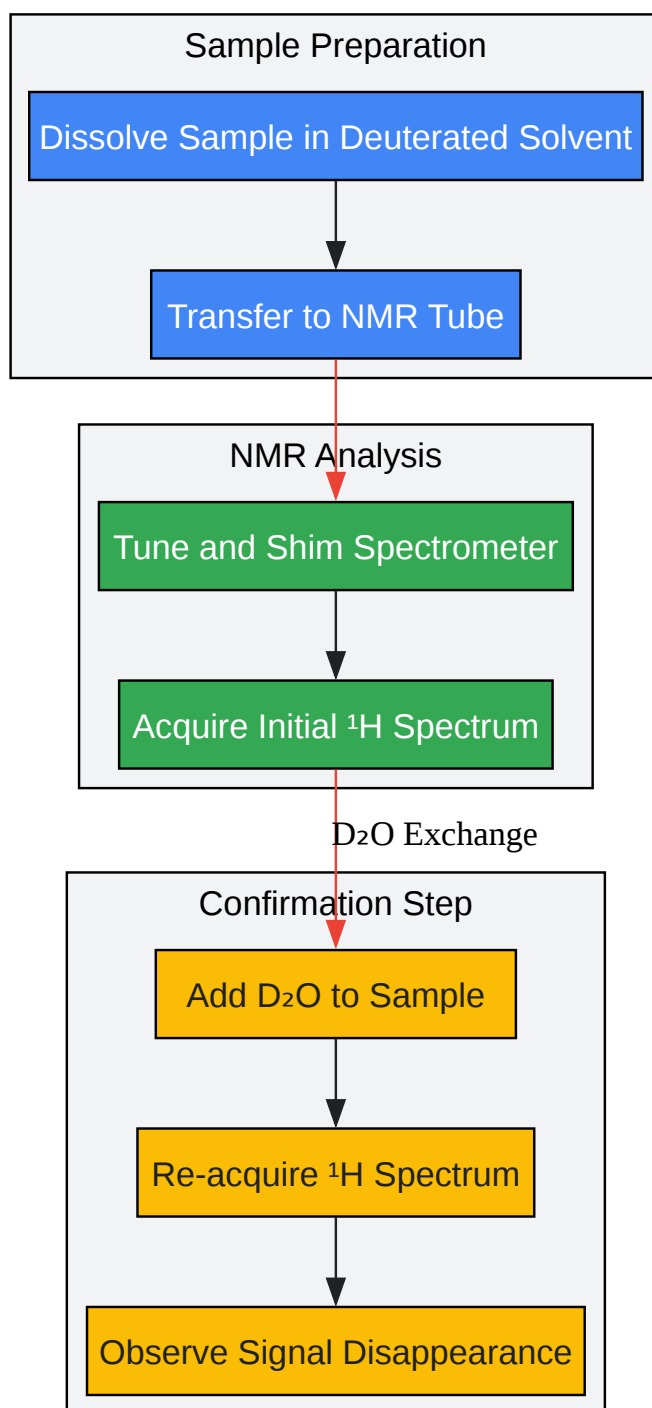 Sample Preparation
Dissolve Sample in Deuterated Solvent
Transfer to NMR Tube
NMR Analysis
Tune and Shim Spectrometer
Acquire Initial ¹H Spectrum
D₂O Exchange
Confirmation Step
Add D₂O to Sample
Re-acquire ¹H Spectrum
Observe Signal Disappearance